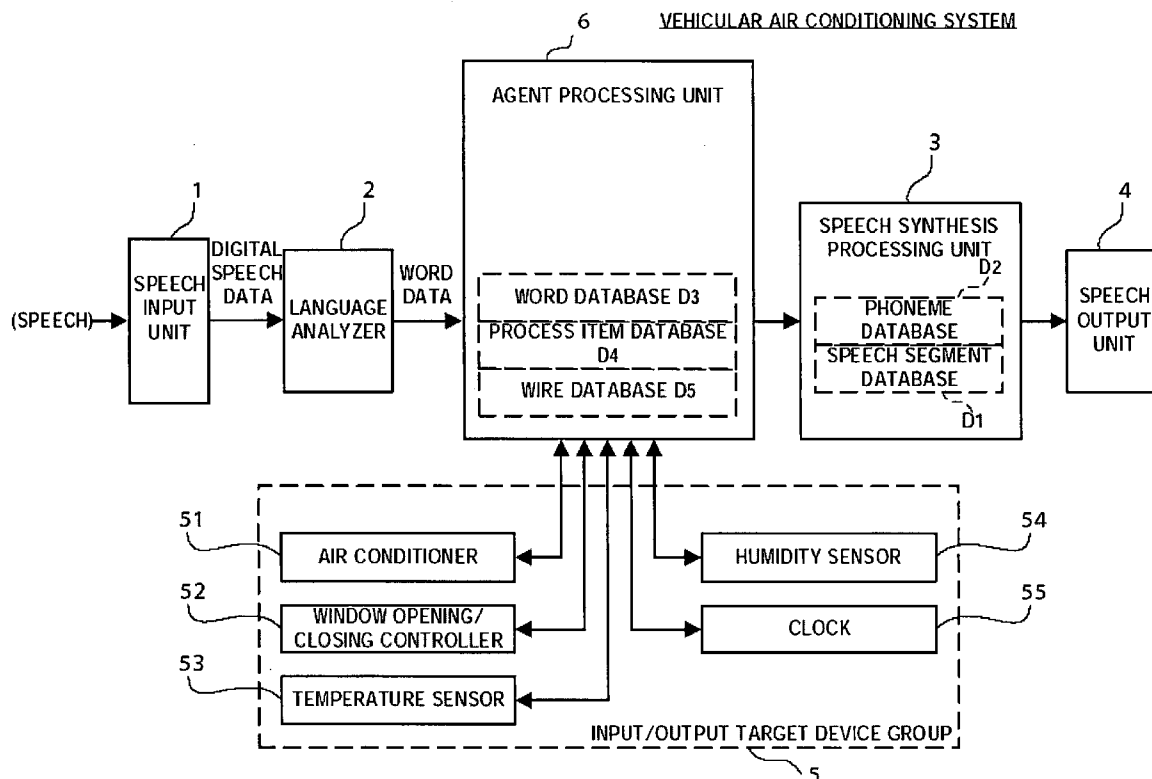 VEHICULAR AIR CONDITIONING SYSTEM
6
AGENT PROCESSING UNIT
3
1
2
4
SPEECH SYNTHESIS
PROCESSING UNIT
D2
DIGITAL
SPEECH
DATA
WORD
DATA
(SPEECH)
SPEECH
INPUT
UNIT
LANGUAGE
ANALYZER
WORD DATABASE D3
PROCESS ITEM DATABASE
D4
WIRE DATABASE D5
PHONEME
DATABASE
SPEECH SEGMENT
DATABASE
D1
SPEECH
OUTPUT
UNIT
51
AIR CONDITIONER
54
HUMIDITY SENSOR
52
WINDOW OPENING/
CLOSING CONTROLLER
55
CLOCK
53
TEMPERATURE SENSOR
INPUT/OUTPUT TARGET DEVICE GROUP
5